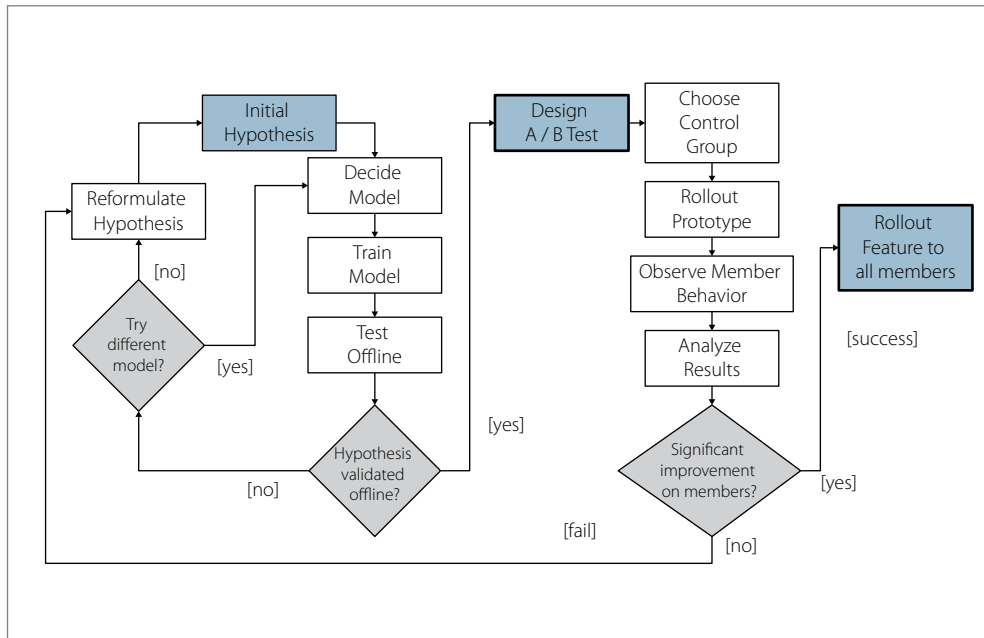 Initial
Hypothesis
Reformulate
Hypothesis
Decide
Model
Train
Model
Test
Offline
Hypothesis
validated
offline?
[yes]
[no]
Try
different
model?
[yes]
[no]
Design
A / B Test
Choose
Control
Group
Rollout
Prototype
Observe Member
Behavior
Analyze
Results
Significant
improvement
on members?
[yes]
[no]
[success]
[fail]
Rollout
Feature to
all members